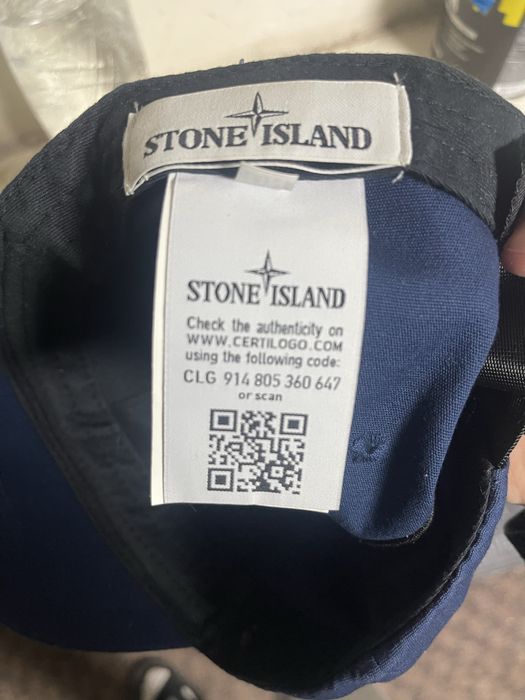 STONE ISLAND
STONE ISLAND
Check the authenticity on
WWW.CERTILOGO.COM
using the following code:
CLG 914 805 360 647
or scan